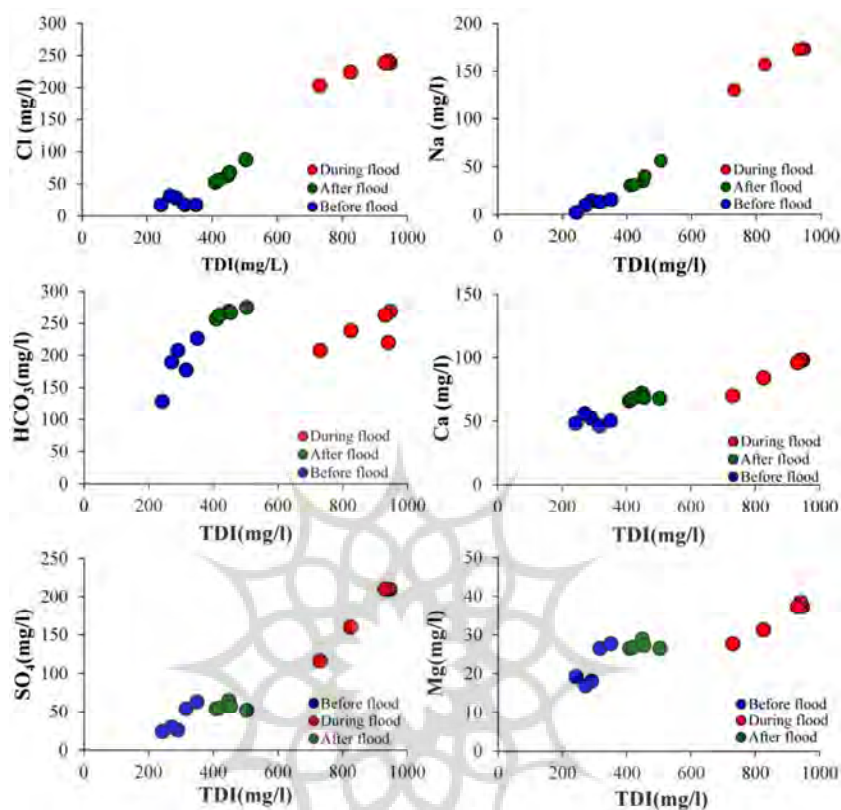 300
250
200
150
100
50
0
Cl (mg/l)
During flood
After flood
Before flood
0 200 400 600 800 1000
TDI(mg/L)
200
150
100
50
0
Na (mg/l)
During flood
After flood
Before flood
0 200 400 600 800 1000
TDI(mg/l)
300
250
200
150
100
50
0
HCO₃(mg/l)
During flood
After flood
Before flood
0 200 400 600 800 1000
TDI(mg/l)
150
100
50
0
Ca (mg/l)
During flood
After flood
Before flood
0 200 400 600 800 1000
TDI(mg/l)
250
200
150
100
50
0
SO₄(mg/l)
Before flood
During flood
After flood
0 200 400 600 800 1000
TDI(mg/l)
50
40
30
20
10
0
Mg(mg/l)
Before flood
During flood
After flood
0 200 400 600 800 1000
TDI(mg/l)